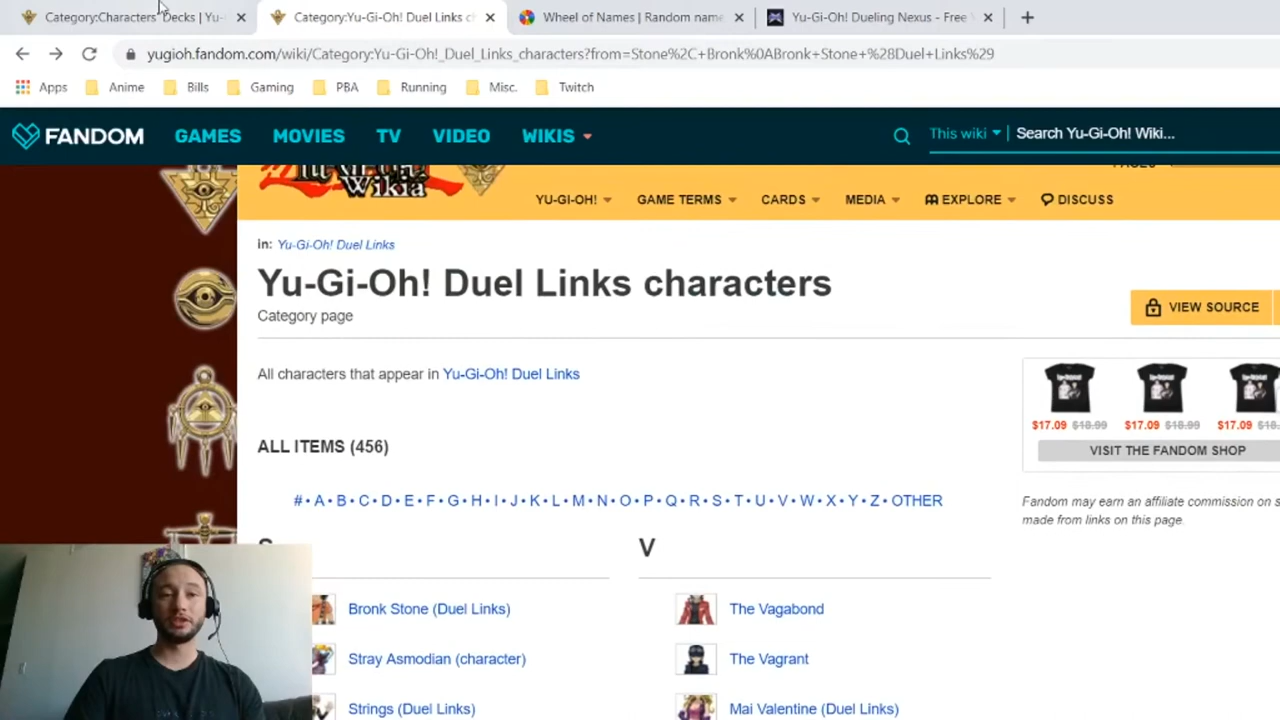 Category:Characters' Decks | Yu-
Category:Yu-Gi-Oh! Duel Links c
Wheel of Names | Random name
Yu-Gi-Oh! Dueling Nexus - Free
yugioh.fandom.com/wiki/Category:Yu-Gi-Oh!_Duel_Links_characters?from=Stone%2C+Bronk%0ABronk+Stone+%28Duel+Links%29
Apps Anime Bills Gaming PBA Running Misc. Twitch
FANDOM GAMES MOVIES TV VIDEO WIKIS This wiki Search Yu-Gi-Oh! Wiki...
Wikia
YU-GI-OH! GAME TERMS CARDS MEDIA EXPLORE DISCUSS
in: Yu-Gi-Oh! Duel Links
Yu-Gi-Oh! Duel Links characters
Category page
VIEW SOURCE
All characters that appear in Yu-Gi-Oh! Duel Links
$17.09 $18.99 $17.09 $18.99 $17.09
VISIT THE FANDOM SHOP
ALL ITEMS (456)
# • A • B • C • D • E • F • G • H • I • J • K • L • M • N • O • P • Q • R • S • T • U • V • W • X • Y • Z • OTHER
Fandom may earn an affiliate commission on s
made from links on this page.
V
Bronk Stone (Duel Links)
The Vagabond
Stray Asmodian (character)
The Vagrant
Strings (Duel Links)
Mai Valentine (Duel Links)